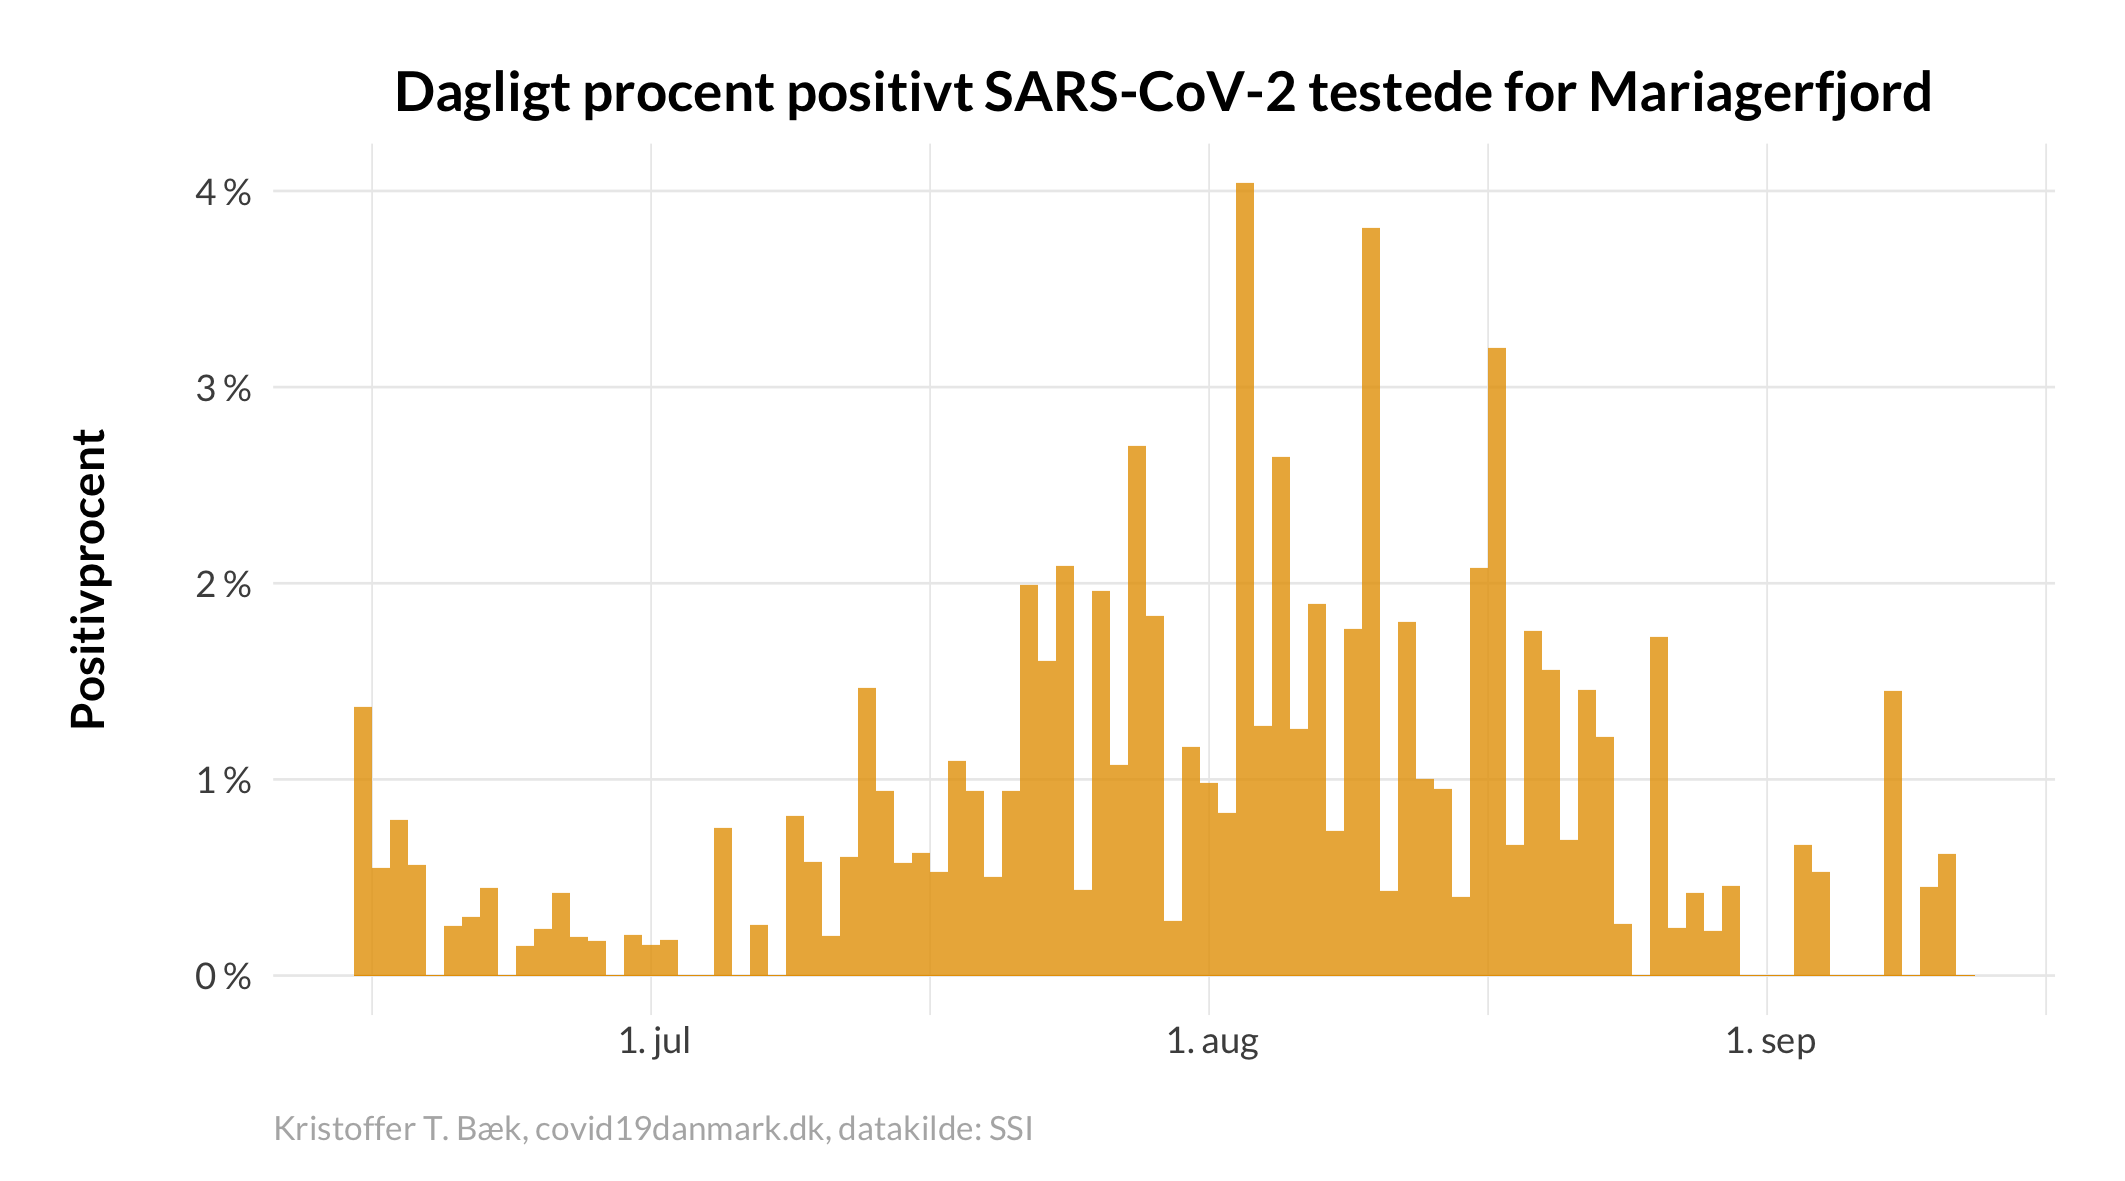 Dagligt procent positivt SARS-CoV-2 testede for Mariagerfjord
Positivprocent
4 %
3 %
2 %
1 %
0 %
1. jul
1. aug
1. sep
Kristoffer T. Bæk, covid19danmark.dk, datakilde: SSI